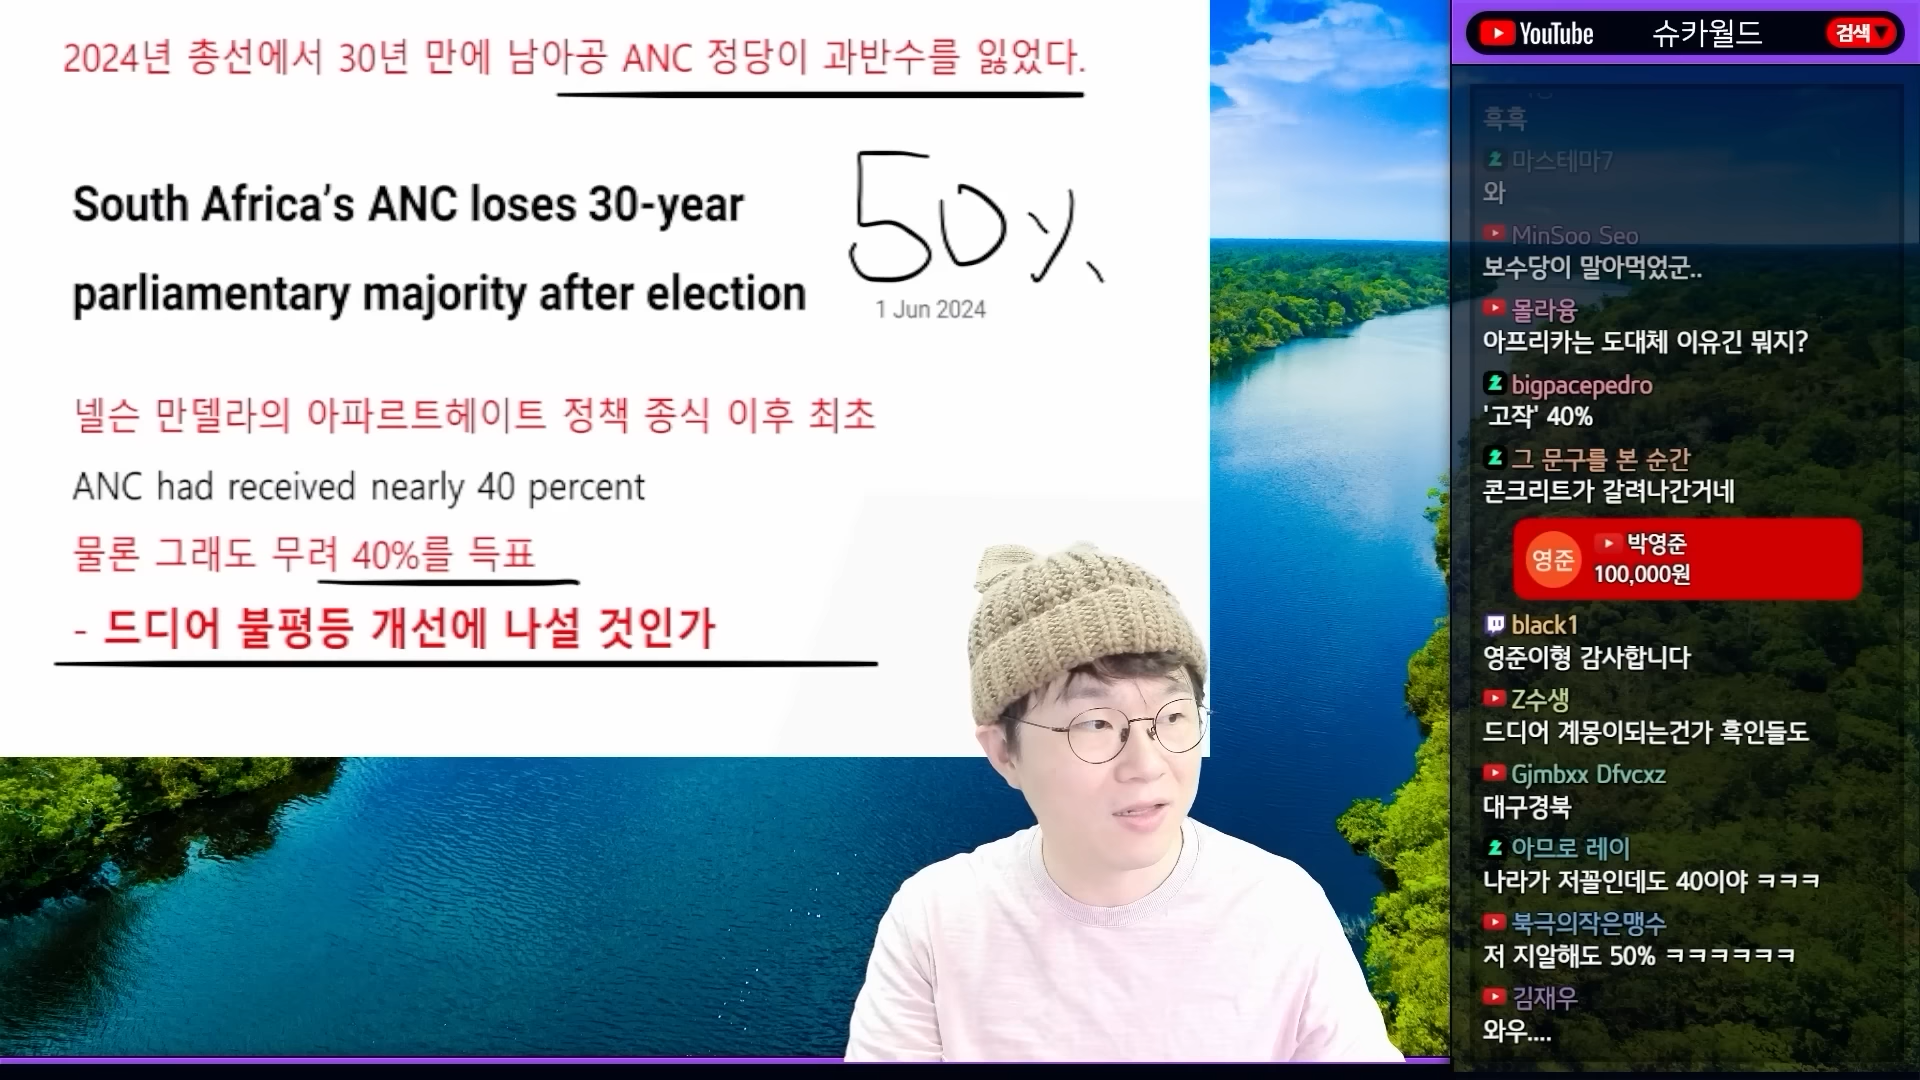 2024년 총선에서 30년 만에 남아공 ANC 정당이 과반수를 잃었다.
South Africa's ANC loses 30-year
parliamentary majority after election
50%
1 Jun 2024
넬슨 만델라의 아파르트헤이트 정책 종식 이후 최초
ANC had received nearly 40 percent
물론 그래도 무려 40%를 득표
- 드디어 불평등 개선에 나설 것인가
YouTube 슈카월드 검색
흑흑
마스테마7
와
MinSoo Seo
보수당이 말아먹었군..
몰라융
아프리카는 도대체 이유긴 뭐지?
bigpacepedro
'고작' 40%
그 문구를 본 순간
콘크리트가 갈려나간거네
영준
박영준
100,000원
black1
영준이형 감사합니다
Z수생
드디어 계몽이되는건가 흑인들도
Gjmbxx Dfvcxz
대구경북
아므로 레이
나라가 저꼴인데도 40이야 ㅋㅋㅋ
북극의작은맹수
저 지알해도 50% ㅋㅋㅋㅋㅋㅋ
김재우
와우....